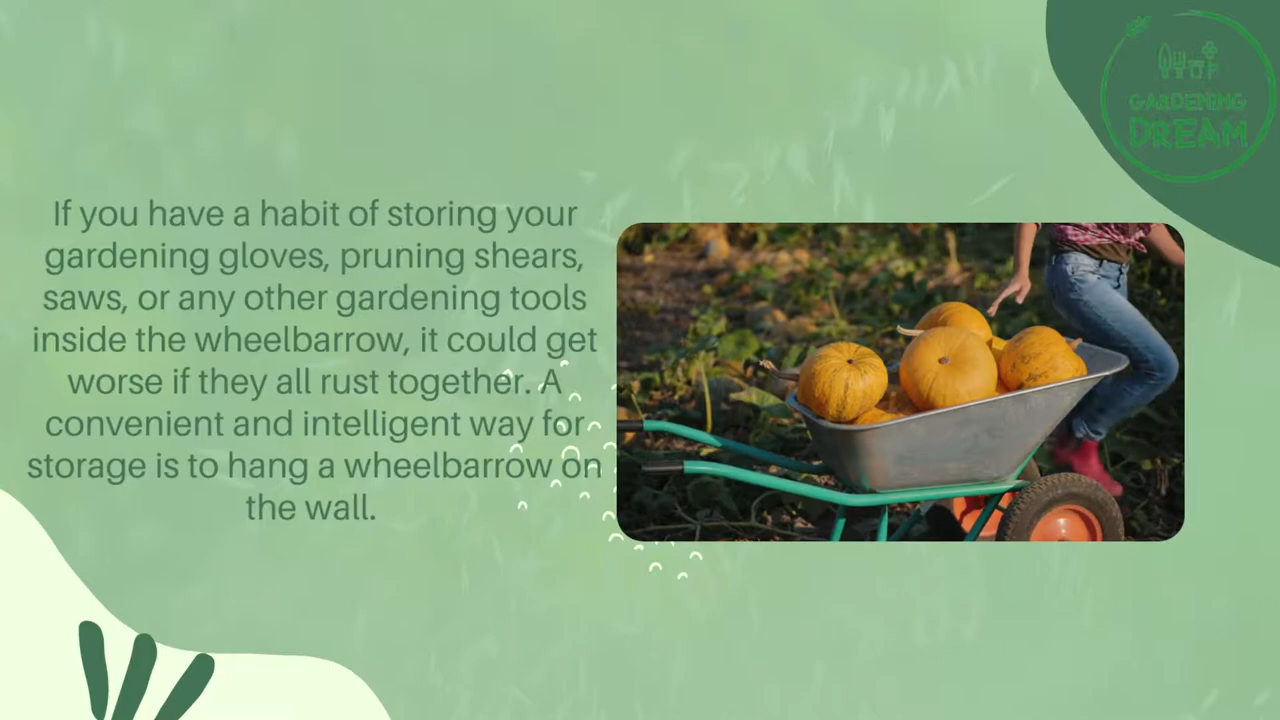 GARDENING
DREAM
If you have a habit of storing your
gardening gloves, pruning shears,
saws, or any other gardening tools
inside the wheelbarrow, it could get
worse if they all rust together. A
convenient and intelligent way for
storage is to hang a wheelbarrow on
the wall.